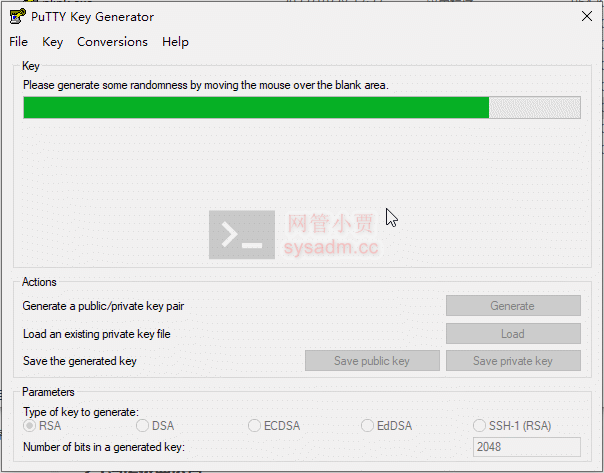 PuTTY Key Generator
File Key Conversions Help
Key
Please generate some randomness by moving the mouse over the blank area.
网管小贾
sysadm.cc
Actions
Generate a public/private key pair
Generate
Load an existing private key file
Load
Save the generated key
Save public key
Save private key
Parameters
Type of key to generate:
RSA DSA ECDSA EdDSA SSH-1 (RSA)
Number of bits in a generated key:
2048